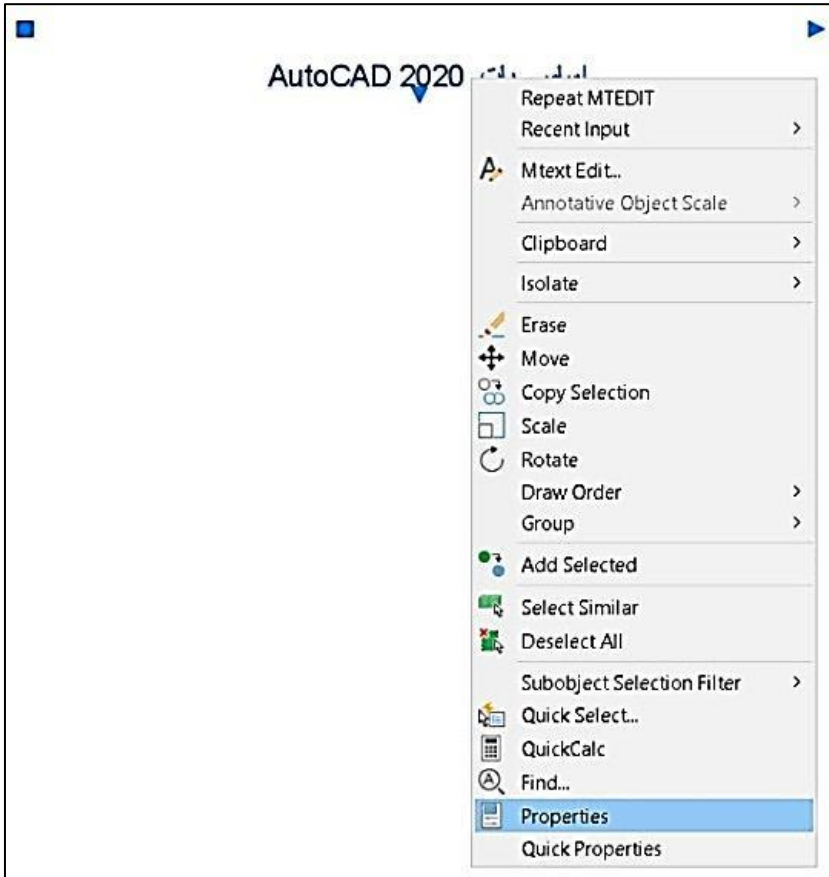 AutoCAD 2020
Repeat MTEDIT
Recent Input
Mtext Edit...
Annotative Object Scale
Clipboard
Isolate
Erase
Move
Copy Selection
Scale
Rotate
Draw Order
Group
Add Selected
Select Similar
Deselect All
Subobject Selection Filter
Quick Select...
QuickCalc
Find...
Properties
Quick Properties